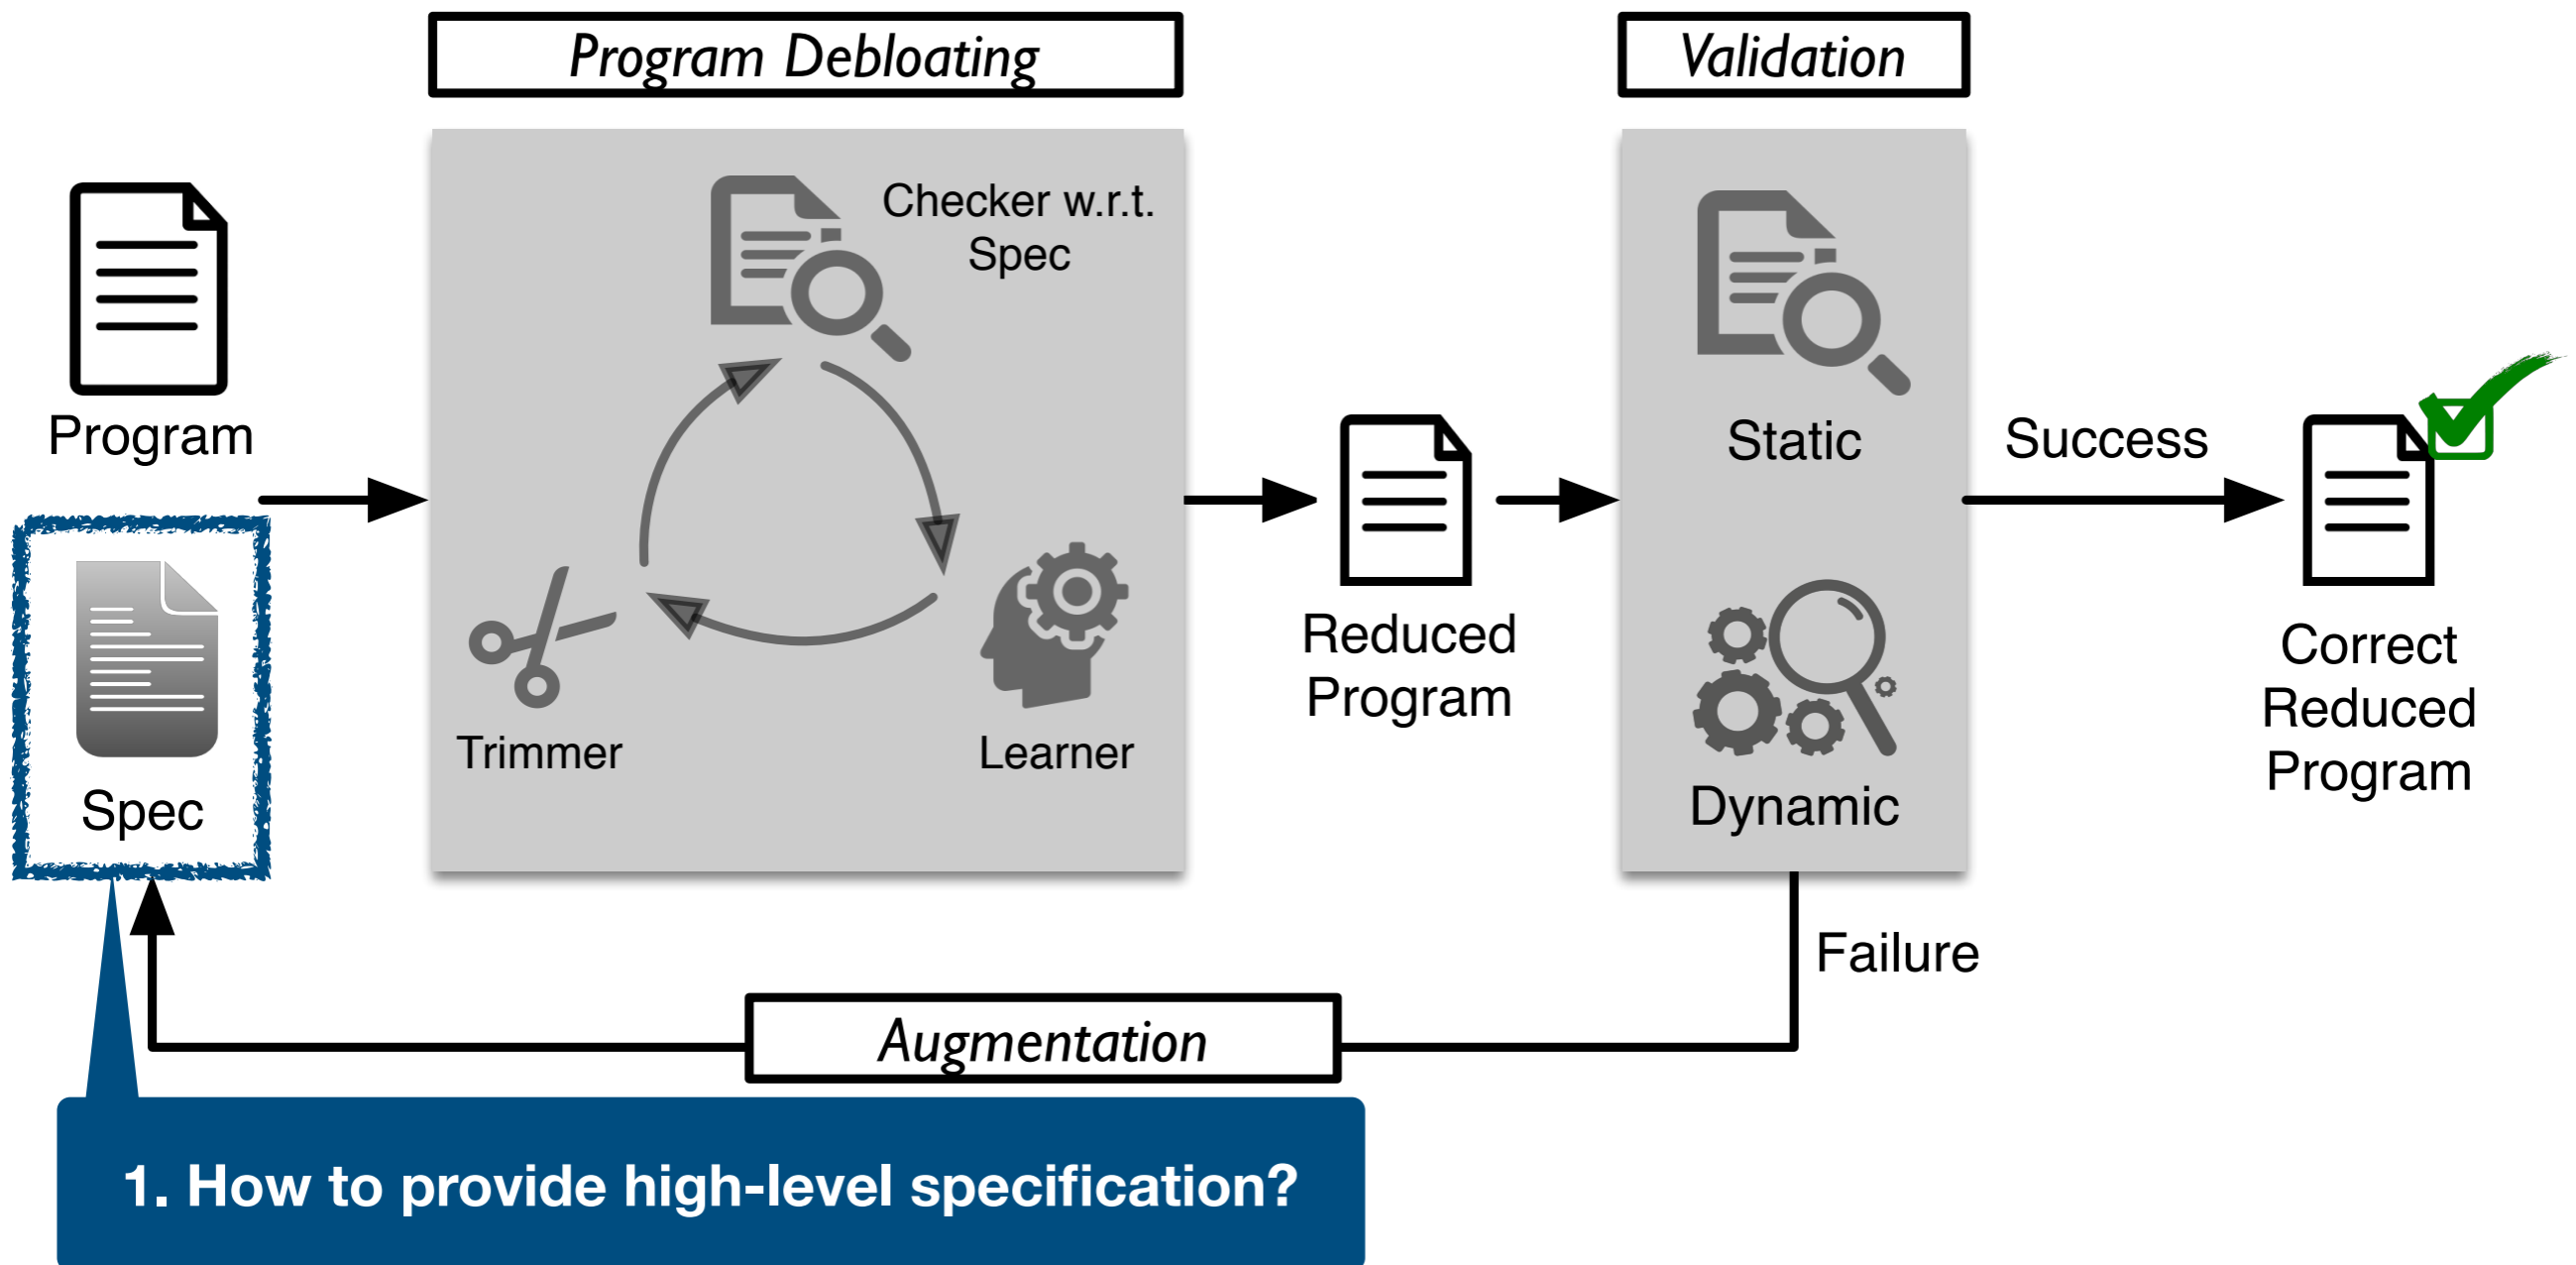 Program Debloating
Validation
Program
Spec
Checker w.r.t.
Spec
Trimmer
Learner
Reduced
Program
Static
Dynamic
Success
Correct
Reduced
Program
Failure
Augmentation
1. How to provide high-level specification?